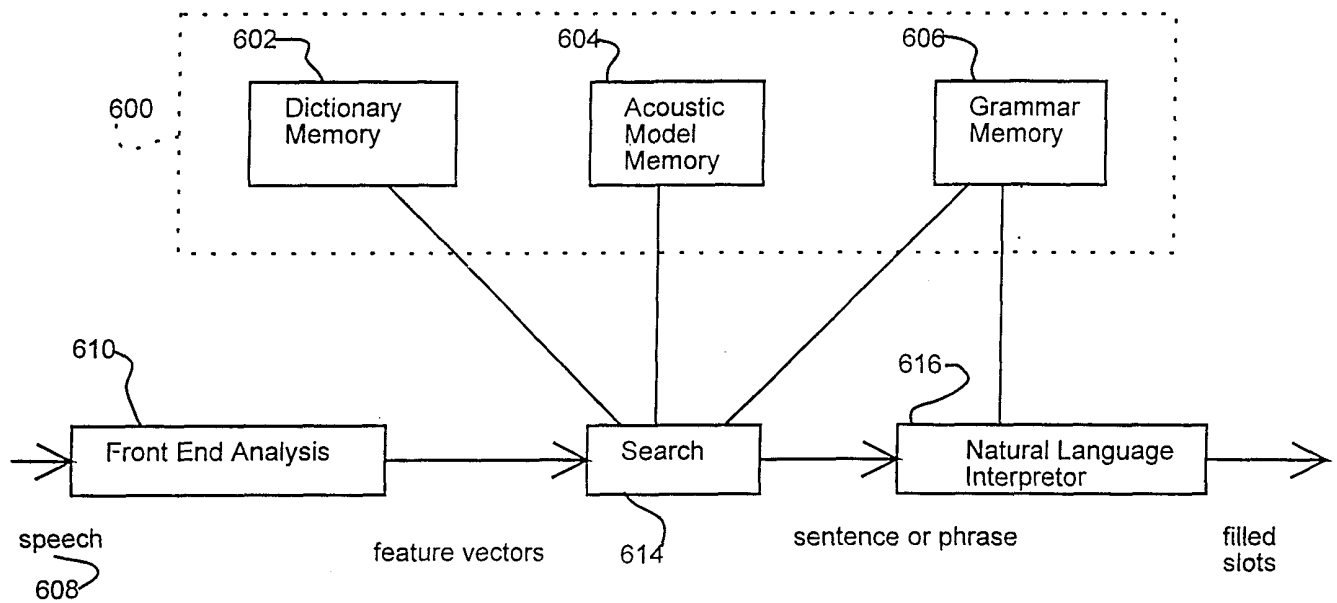 602
604
606
600
Dictionary
Memory
Acoustic
Model
Memory
Grammar
Memory
610
616
Front End Analysis
Search
Natural Language
Interpretor
speech
608
feature vectors
614
sentence or phrase
filled
slots